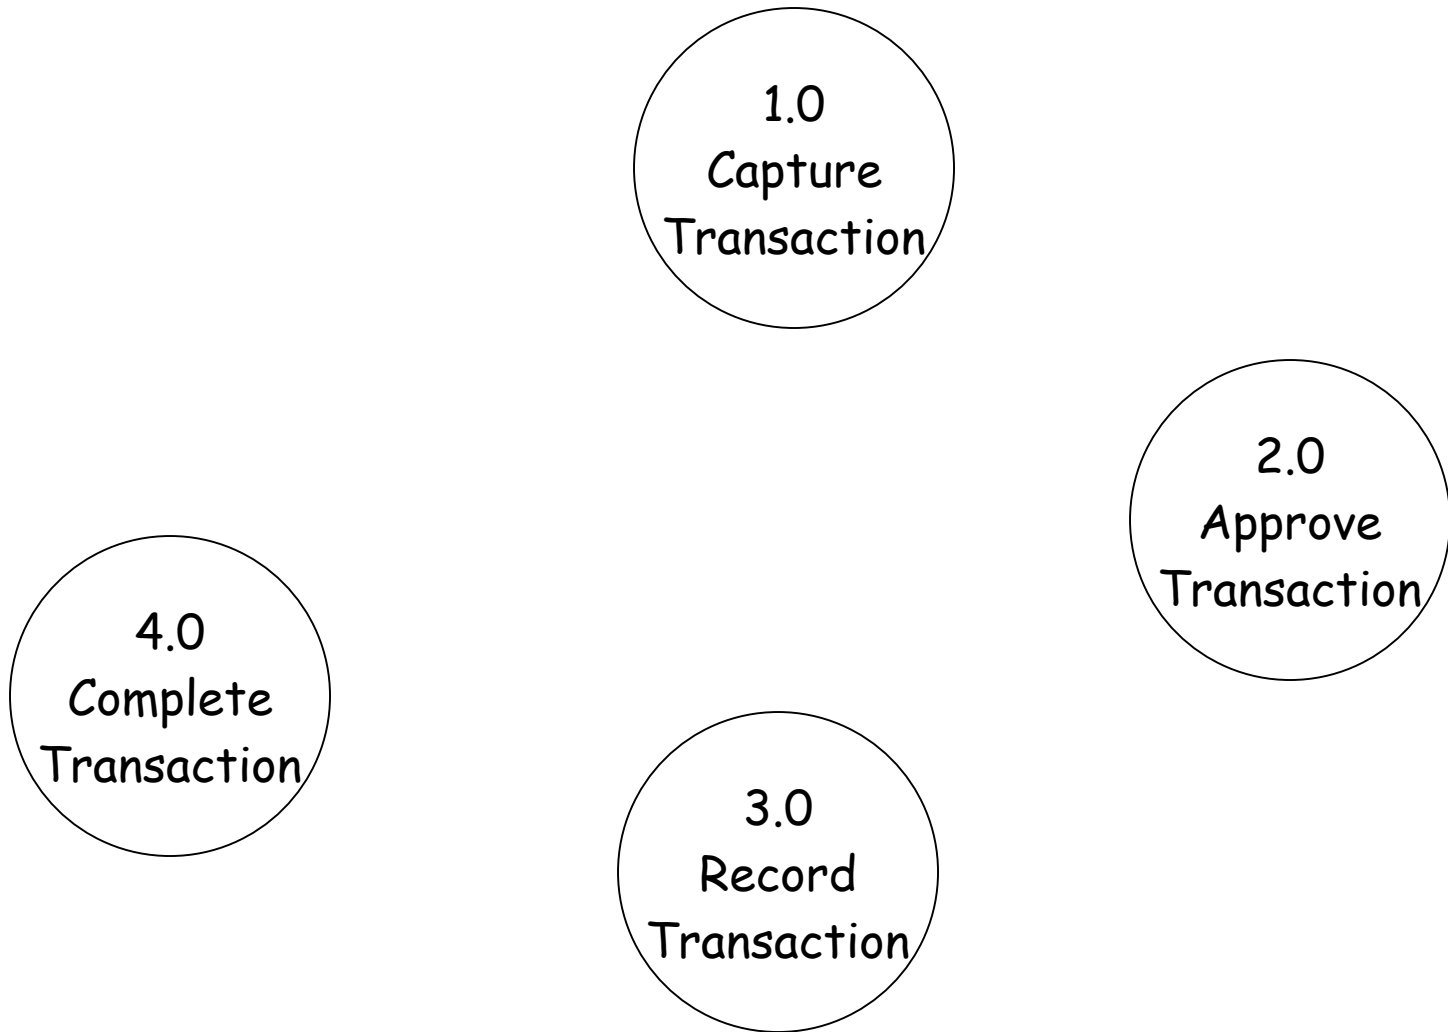 1.0
Capture
Transaction
2.0
Approve
Transaction
4.0
Complete
Transaction
3.0
Record
Transaction